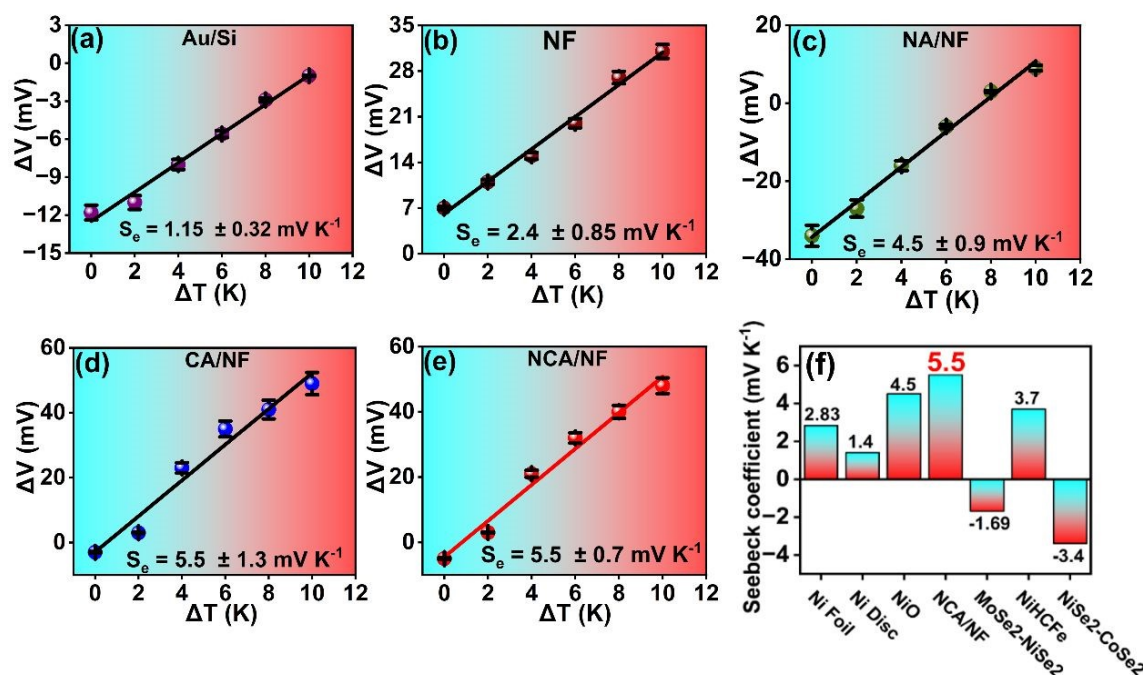 (a)
Au/Si
ΔV (mV)
3
0
−3
−6
−9
−12
−15
S_e = 1.15 ± 0.32 mV K⁻¹
0 2 4 6 8 10 12
ΔT (K)
(b)
NF
ΔV (mV)
35
28
21
14
7
0
S_e = 2.4 ± 0.85 mV K⁻¹
0 2 4 6 8 10 12
ΔT (K)
(c)
NA/NF
ΔV (mV)
20
0
−20
−40
S_e = 4.5 ± 0.9 mV K⁻¹
0 2 4 6 8 10 12
ΔT (K)
(d)
CA/NF
ΔV (mV)
60
40
20
0
S_e = 5.5 ± 1.3 mV K⁻¹
0 2 4 6 8 10 12
ΔT (K)
(e)
NCA/NF
ΔV (mV)
60
40
20
0
S_e = 5.5 ± 0.7 mV K⁻¹
0 2 4 6 8 10 12
ΔT (K)
(f)
Seebeck coefficient (mV K⁻¹)
6
4
2
0
−2
−4
2.83
1.4
4.5
5.5
-1.69
3.7
-3.4
Ni Foil
Ni Disc
NiO
NCA/NF
MoSe2-NiSe2
NiHCFe
NiSe2-CoSe2